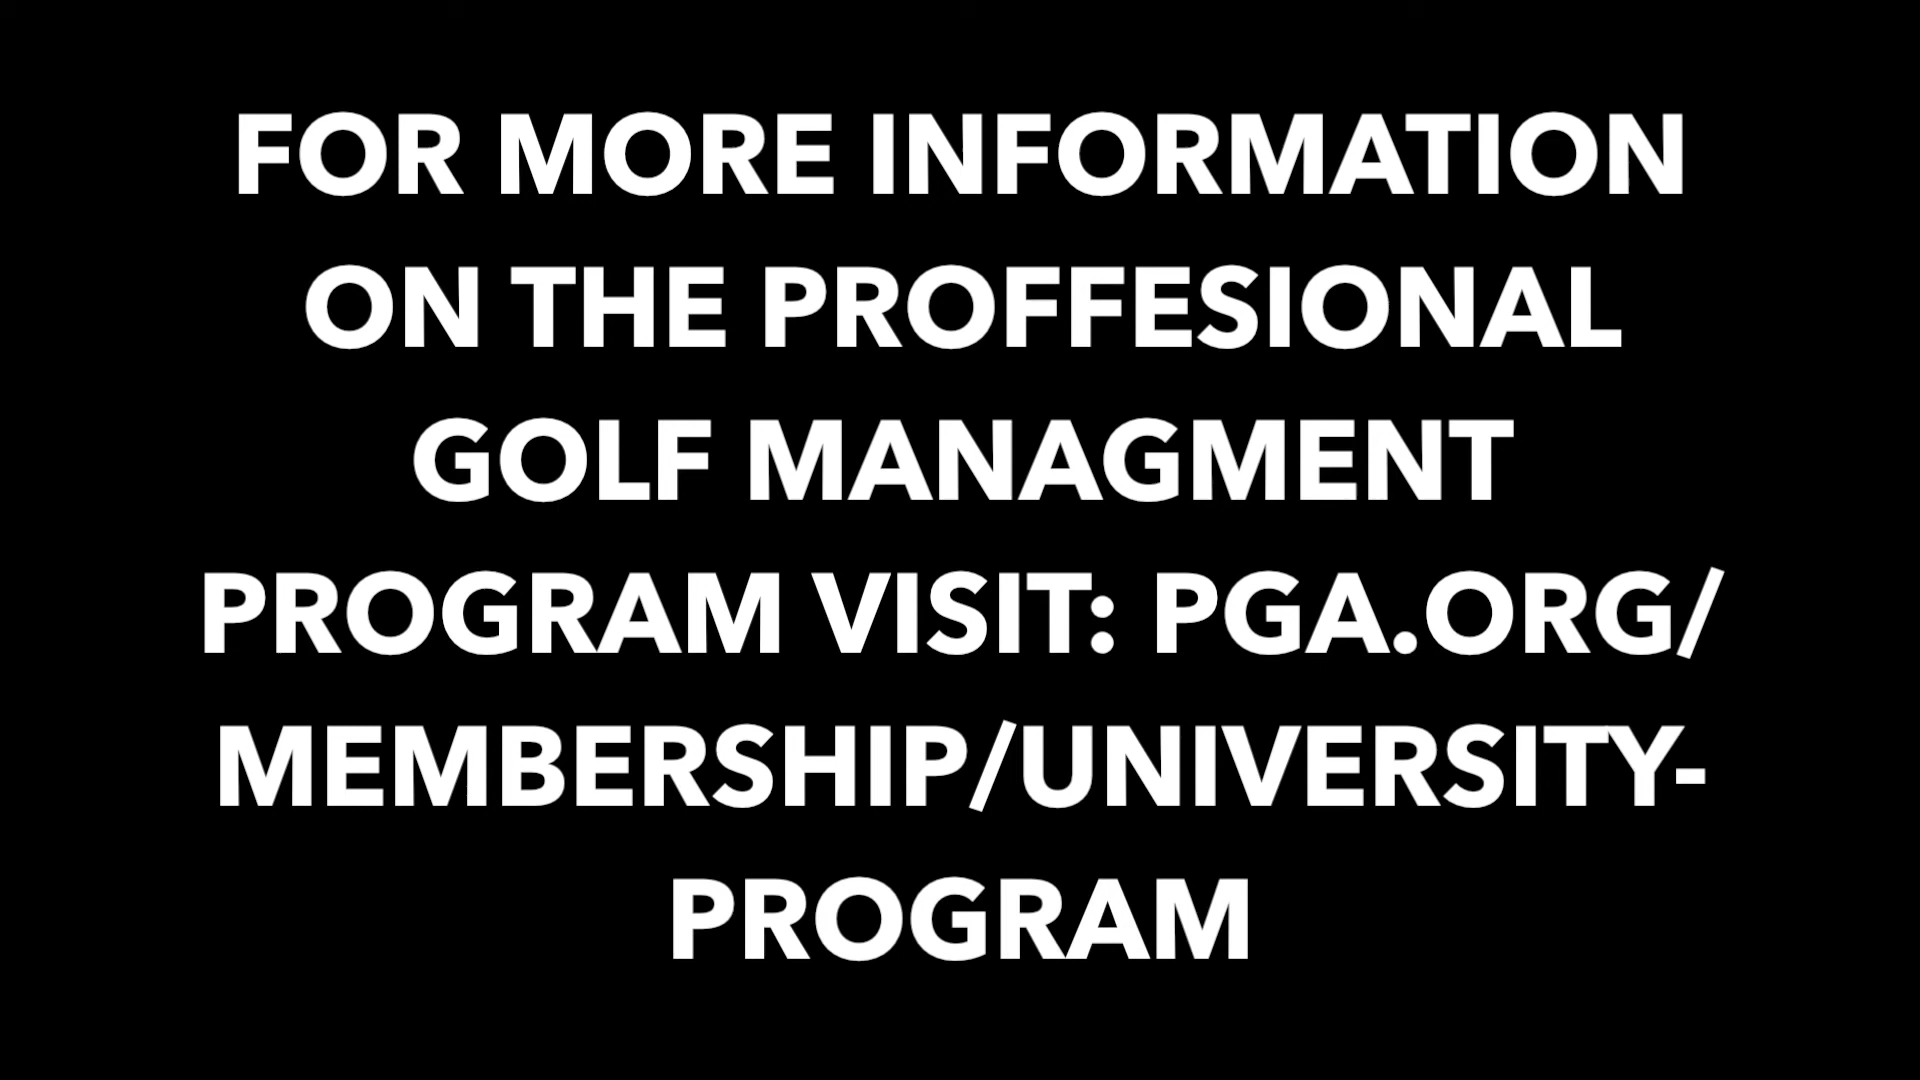 FOR MORE INFORMATION
ON THE PROFFESIONAL
GOLF MANAGMENT
PROGRAM VISIT: PGA.ORG/
MEMBERSHIP/UNIVERSITY-
PROGRAM